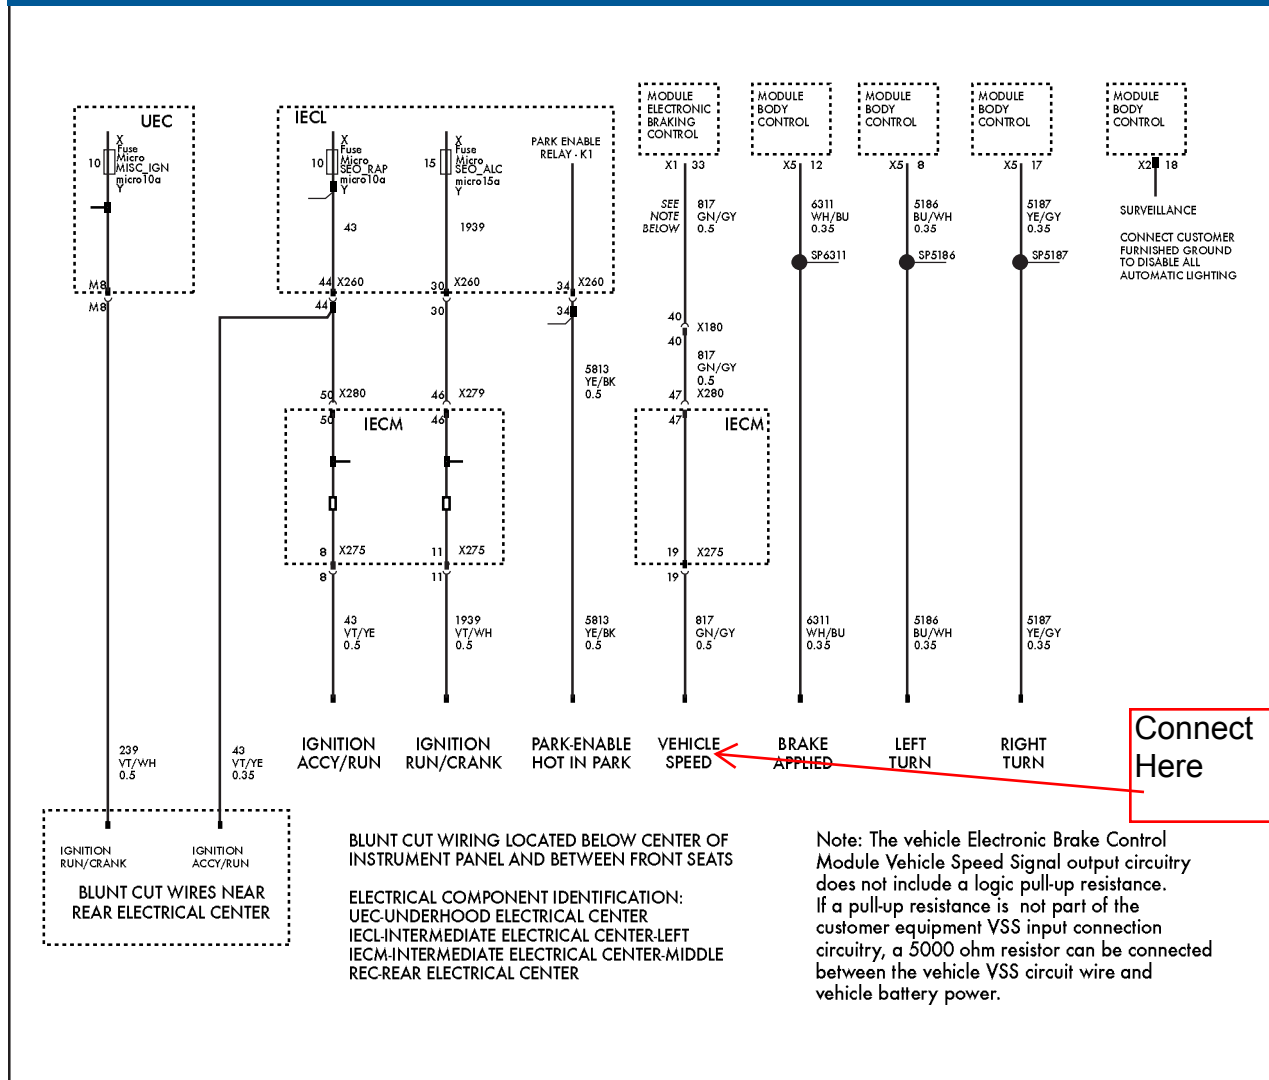 UEC
X
Fuse
10
Micro
MISC_IGN
micro10a
Y
M8
M8
IECL
X
Fuse
10
Micro
SEO_RAP
micro10a
Y
43
44 X260
44
X
Fuse
15
Micro
SEO_ALC
micro15a
Y
1939
30 X260
30
PARK ENABLE
RELAY - K1
34 X260
34
MODULE
ELECTRONIC
BRAKING
CONTROL
X1 33
SEE
NOTE
BELOW
817
GN/GY
0.5
40
X180
40
817
GN/GY
0.5
47 X280
47
MODULE
BODY
CONTROL
X5 12
6311
WH/BU
0.35
SP6311
MODULE
BODY
CONTROL
X5 8
5186
BU/WH
0.35
SP5186
MODULE
BODY
CONTROL
X5 17
5187
YE/GY
0.35
SP5187
MODULE
BODY
CONTROL
X2 18
SURVEILLANCE
CONNECT CUSTOMER
FURNISHED GROUND
TO DISABLE ALL
AUTOMATIC LIGHTING
5813
YE/BK
0.5
50 X280
50
46 X279
46
IECM
IECM
8 X275
8
11 X275
11
19 X275
19
43
VT/YE
0.5
1939
VT/WH
0.5
5813
YE/BK
0.5
817
GN/GY
0.5
6311
WH/BU
0.35
5186
BU/WH
0.35
5187
YE/GY
0.35
IGNITION
ACCY/RUN
IGNITION
RUN/CRANK
PARK-ENABLE
HOT IN PARK
VEHICLE
SPEED
BRAKE
APPLIED
LEFT
TURN
RIGHT
TURN
Connect
Here
239
VT/WH
0.5
43
VT/YE
0.35
IGNITION
RUN/CRANK
IGNITION
ACCY/RUN
BLUNT CUT WIRES NEAR
REAR ELECTRICAL CENTER
BLUNT CUT WIRING LOCATED BELOW CENTER OF
INSTRUMENT PANEL AND BETWEEN FRONT SEATS
ELECTRICAL COMPONENT IDENTIFICATION:
UEC-UNDERHOOD ELECTRICAL CENTER
IECL-INTERMEDIATE ELECTRICAL CENTER-LEFT
IECM-INTERMEDIATE ELECTRICAL CENTER-MIDDLE
REC-REAR ELECTRICAL CENTER
Note: The vehicle Electronic Brake Control
Module Vehicle Speed Signal output circuitry
does not include a logic pull-up resistance.
If a pull-up resistance is not part of the
customer equipment VSS input connection
circuitry, a 5000 ohm resistor can be connected
between the vehicle VSS circuit wire and
vehicle battery power.